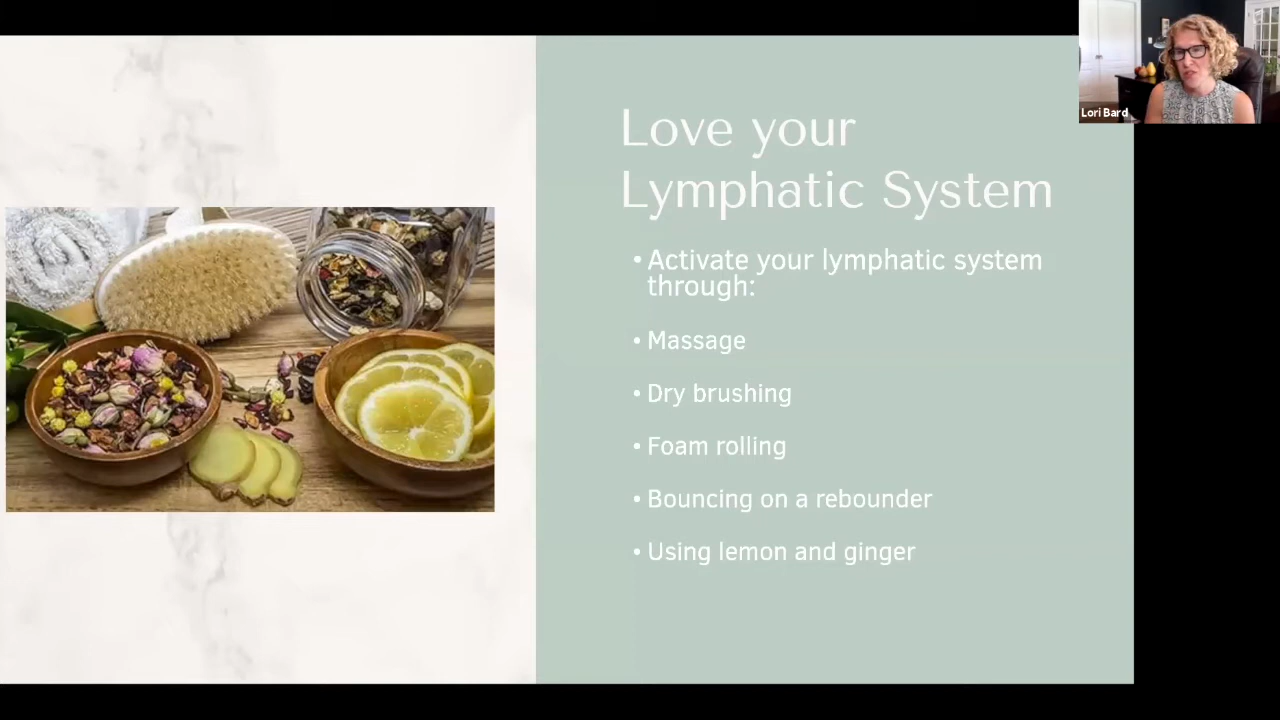 Love your
Lymphatic System
• Activate your lymphatic system
through:
• Massage
• Dry brushing
• Foam rolling
• Bouncing on a rebounder
• Using lemon and ginger
Lori Bard